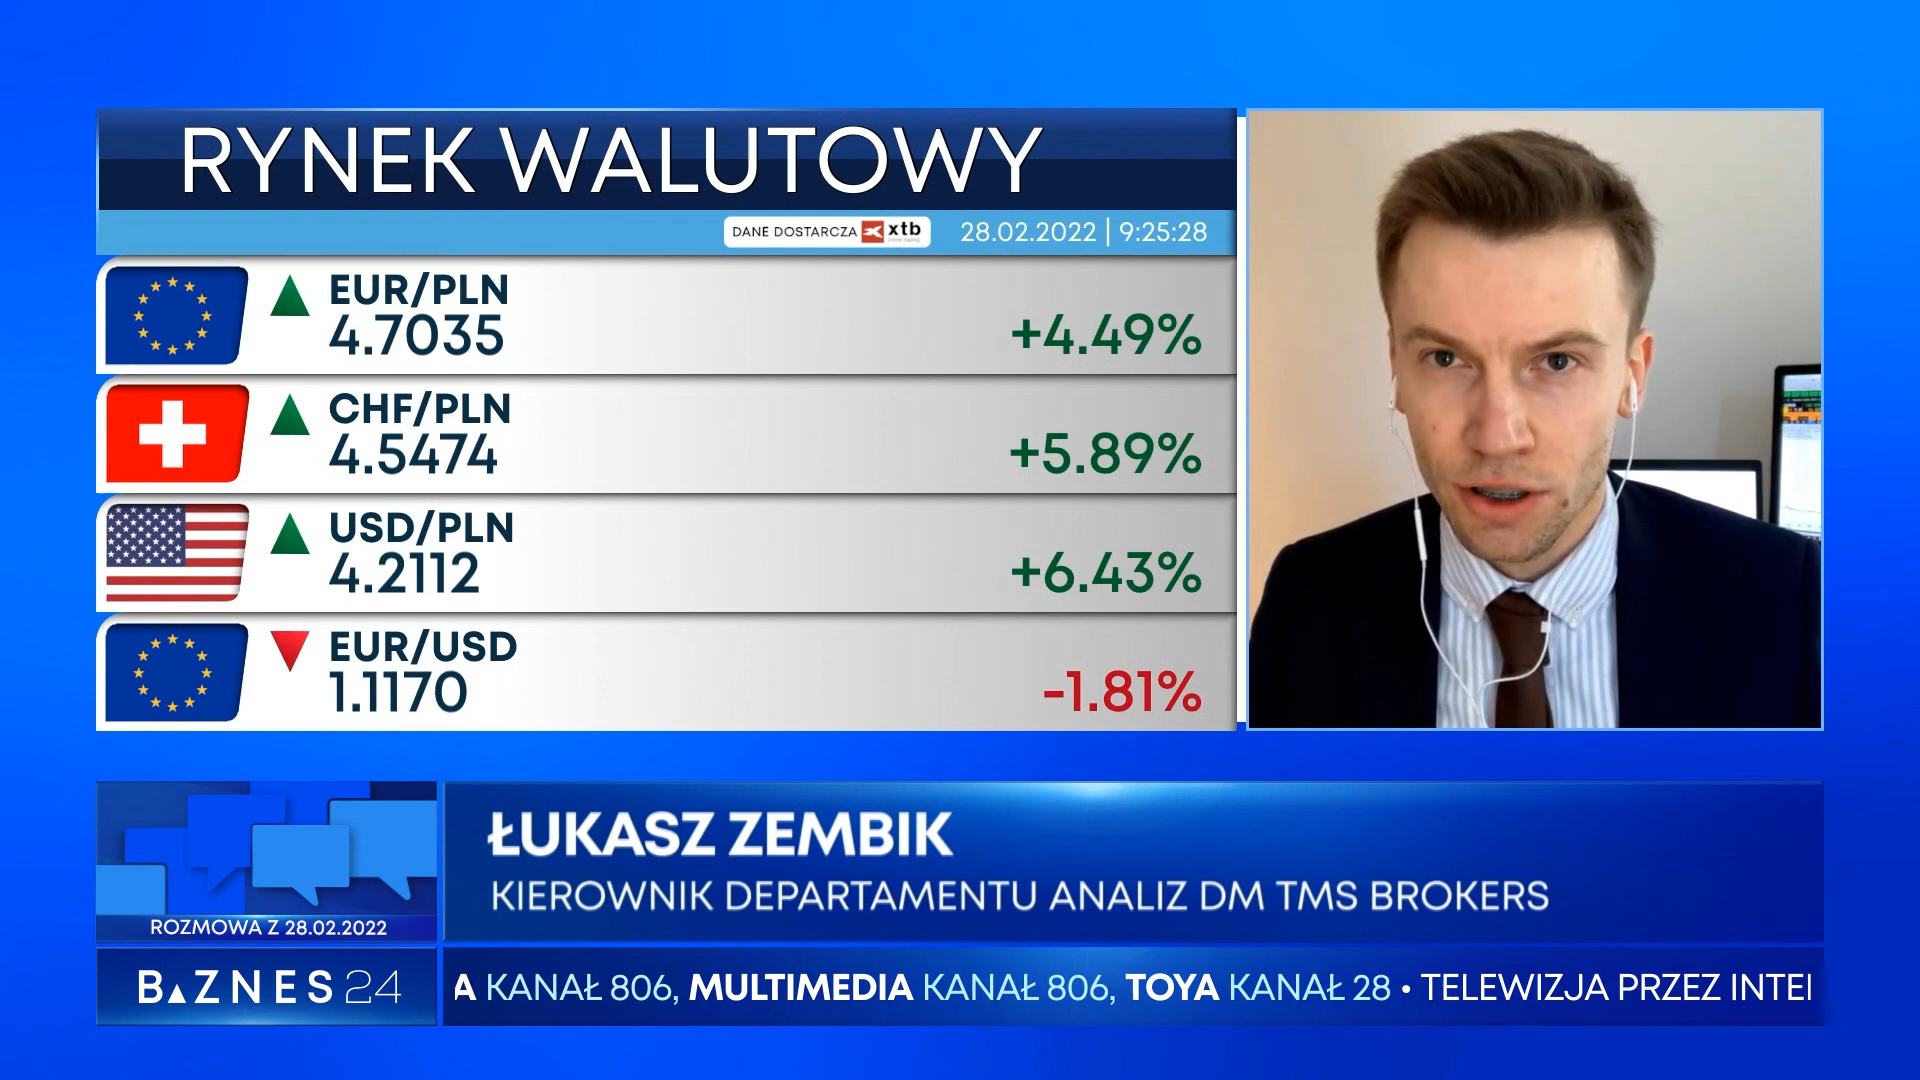 RYNEK WALUTOWY
DANE DOSTARCZA xtb 28.02.2022 | 9:25:28
EUR/PLN
4.7035 +4.49%
CHF/PLN
4.5474 +5.89%
USD/PLN
4.2112 +6.43%
EUR/USD
1.1170 -1.81%
ŁUKASZ ZEMBIK
KIEROWNIK DEPARTAMENTU ANALIZ DM TMS BROKERS
ROZMOWA Z 28.02.2022
BIZNES24
A KANAŁ 806, MULTIMEDIA KANAŁ 806, TOYA KANAŁ 28 • TELEWIZJA PRZEZ INTE